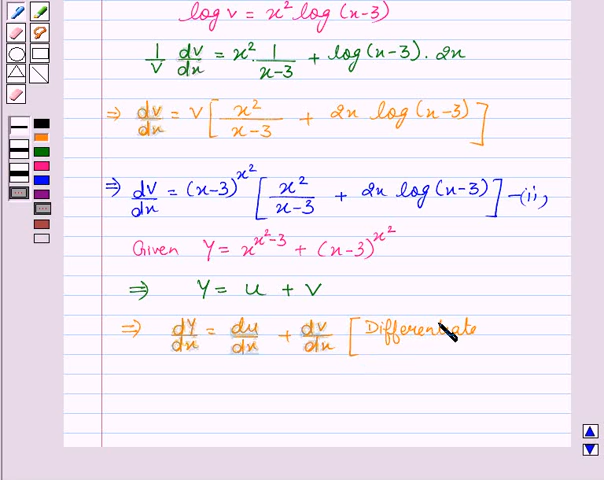 log v = x² log (x-3)
1/v dv/dx = x² · 1/(x-3) + log (x-3) · 2x
⇒ dv/dx = v [ x²/(x-3) + 2x log (x-3) ]
⇒ dv/dx = (x-3)^x² [ x²/(x-3) + 2x log (x-3) ] -(ii)
Given Y = x^(x²-3) + (x-3)^x²
⇒ Y = u + v
⇒ dy/dx = du/dx + dv/dx [ Differentiate